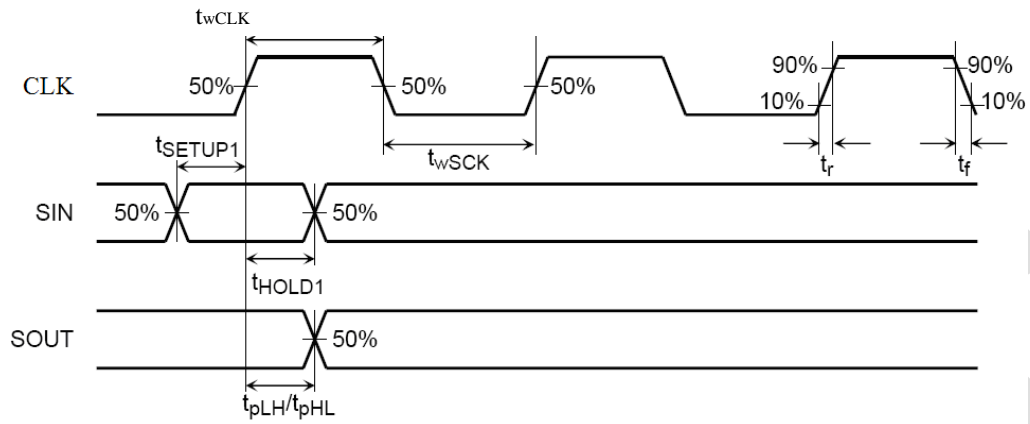 twCLK
CLK
50%
50%
50%
90%
10%
90%
10%
tSETUP1
twSCK
tr
tf
SIN
50%
50%
tHOLD1
SOUT
50%
tpLH/tpHL